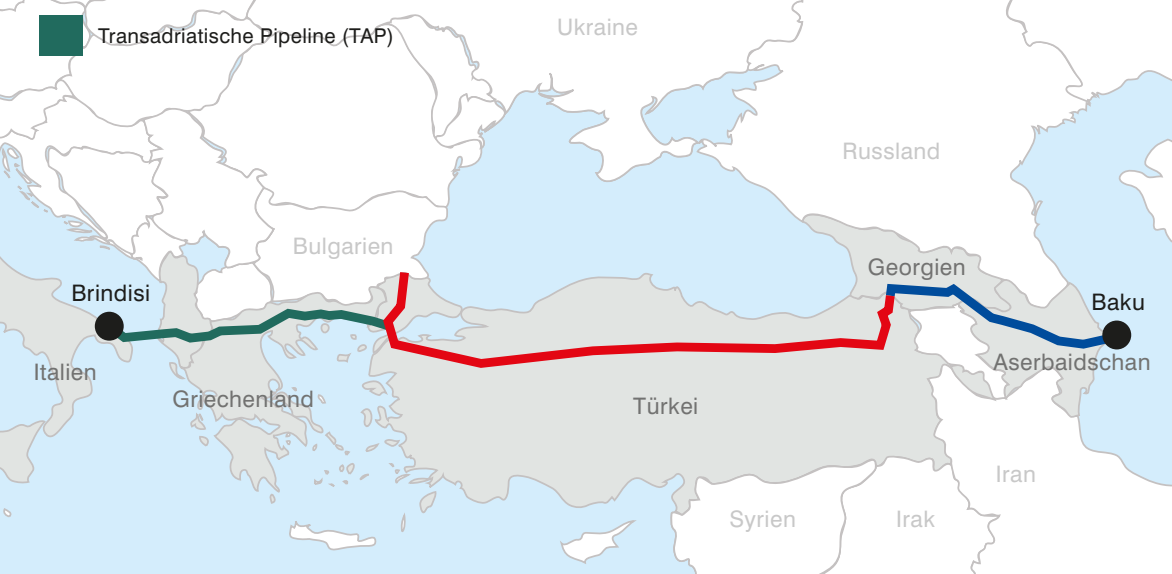 Transadriatische Pipeline (TAP)
Ukraine
Russland
Bulgarien
Georgien
Brindisi
Baku
Italien
Aserbaidschan
Griechenland
Türkei
Iran
Syrien
Irak